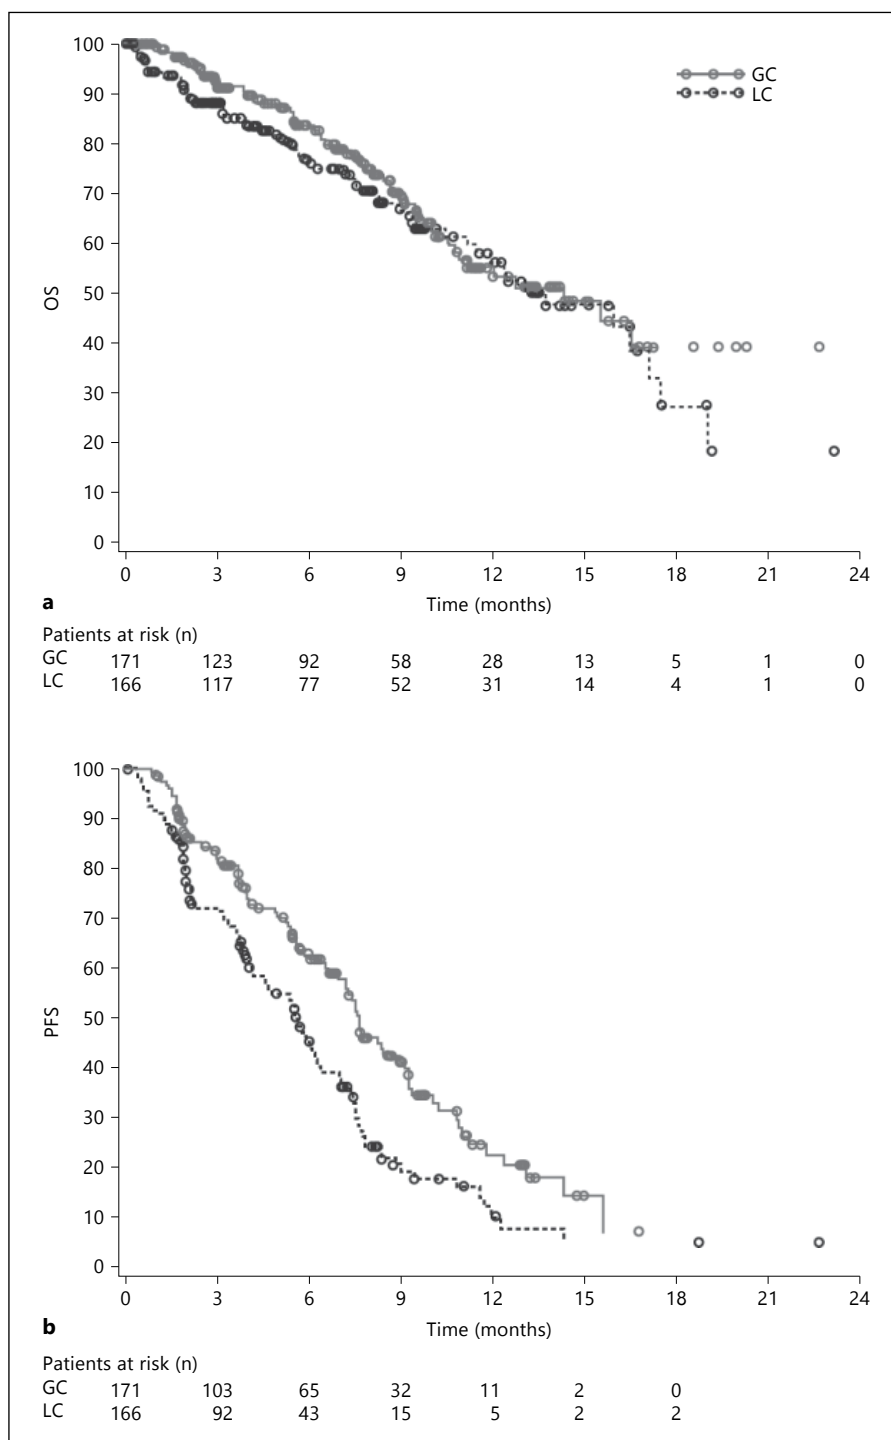 100
90
80
70
60
50
40
30
20
10
0
OS
GC
LC
0 3 6 9 12 15 18 21 24
Time (months)
a
Patients at risk (n)
GC 171 123 92 58 28 13 5 1 0
LC 166 117 77 52 31 14 4 1 0
100
90
80
70
60
50
40
30
20
10
0
PFS
0 3 6 9 12 15 18 21 24
Time (months)
b
Patients at risk (n)
GC 171 103 65 32 11 2 0
LC 166 92 43 15 5 2 2